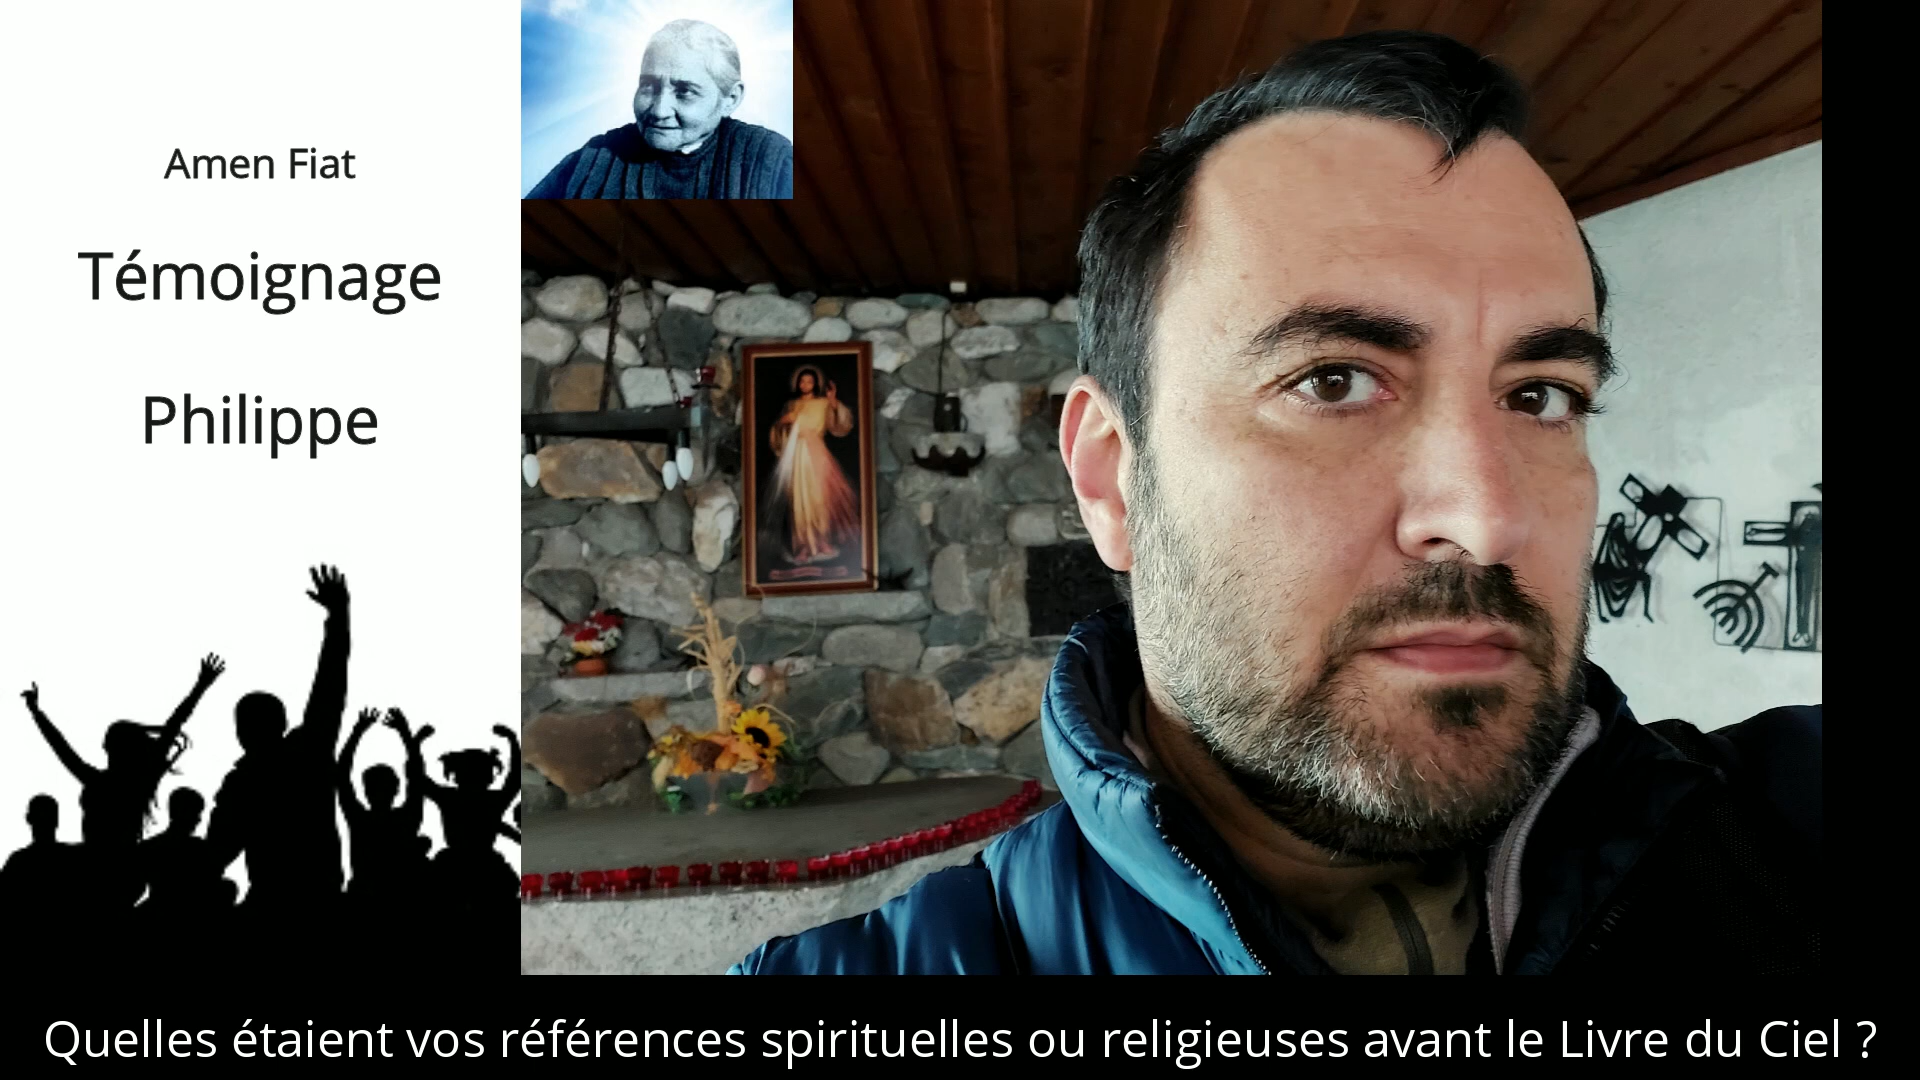 Amen Fiat
Témoignage
Philippe
Quelles étaient vos références spirituelles ou religieuses avant le Livre du Ciel ?